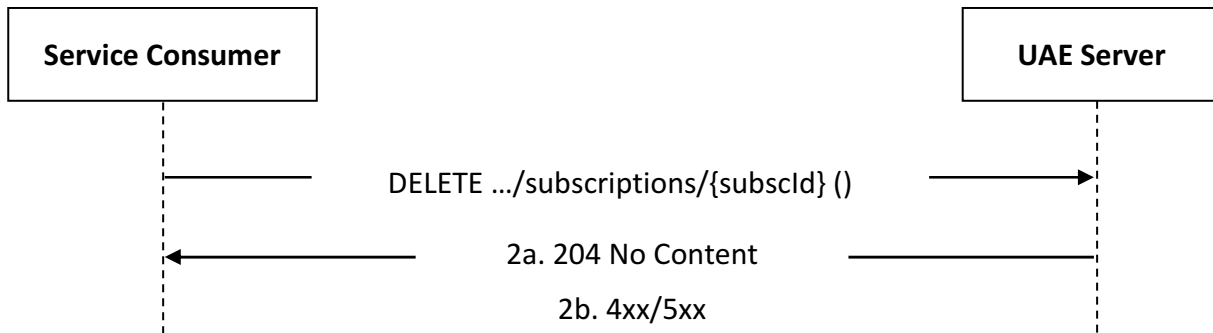 Service Consumer
UAE Server
DELETE …/subscriptions/{subscId} ()
2a. 204 No Content
2b. 4xx/5xx